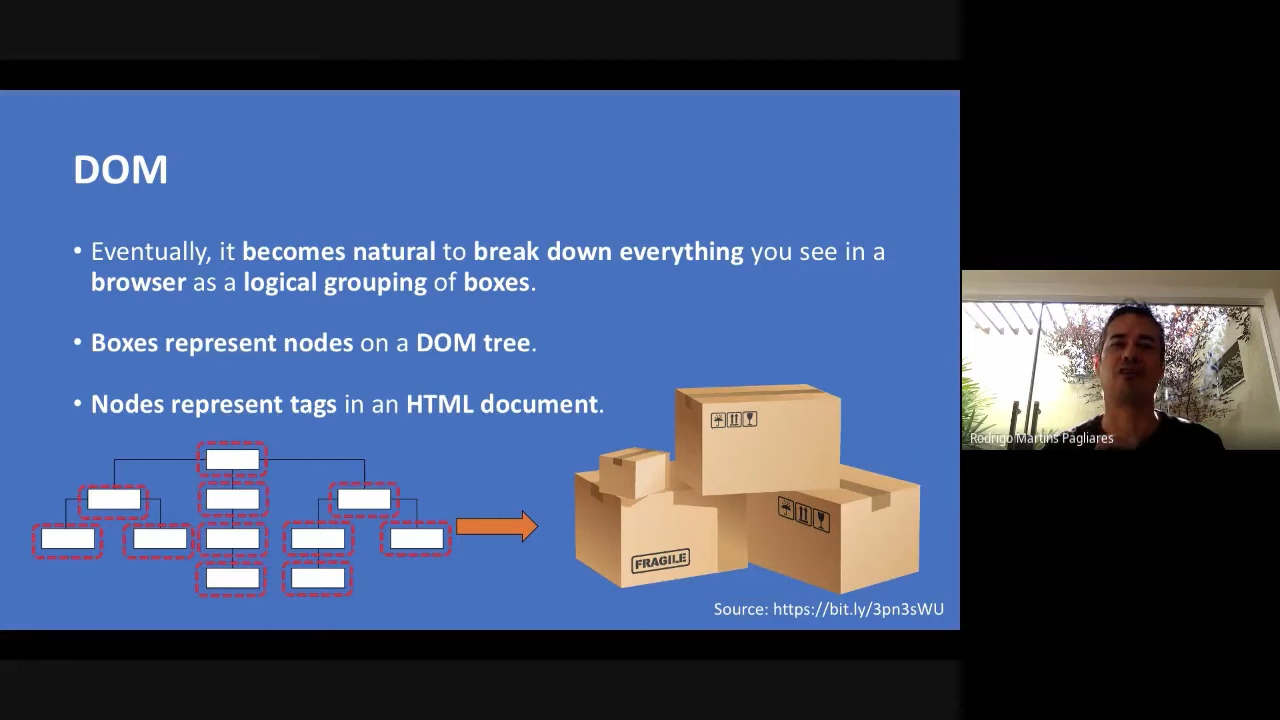 DOM
• Eventually, it becomes natural to break down everything you see in a
browser as a logical grouping of boxes.
• Boxes represent nodes on a DOM tree.
• Nodes represent tags in an HTML document.
FRAGILE
Source: https://bit.ly/3pn3sWU
Rodrigo Martins Pagliares